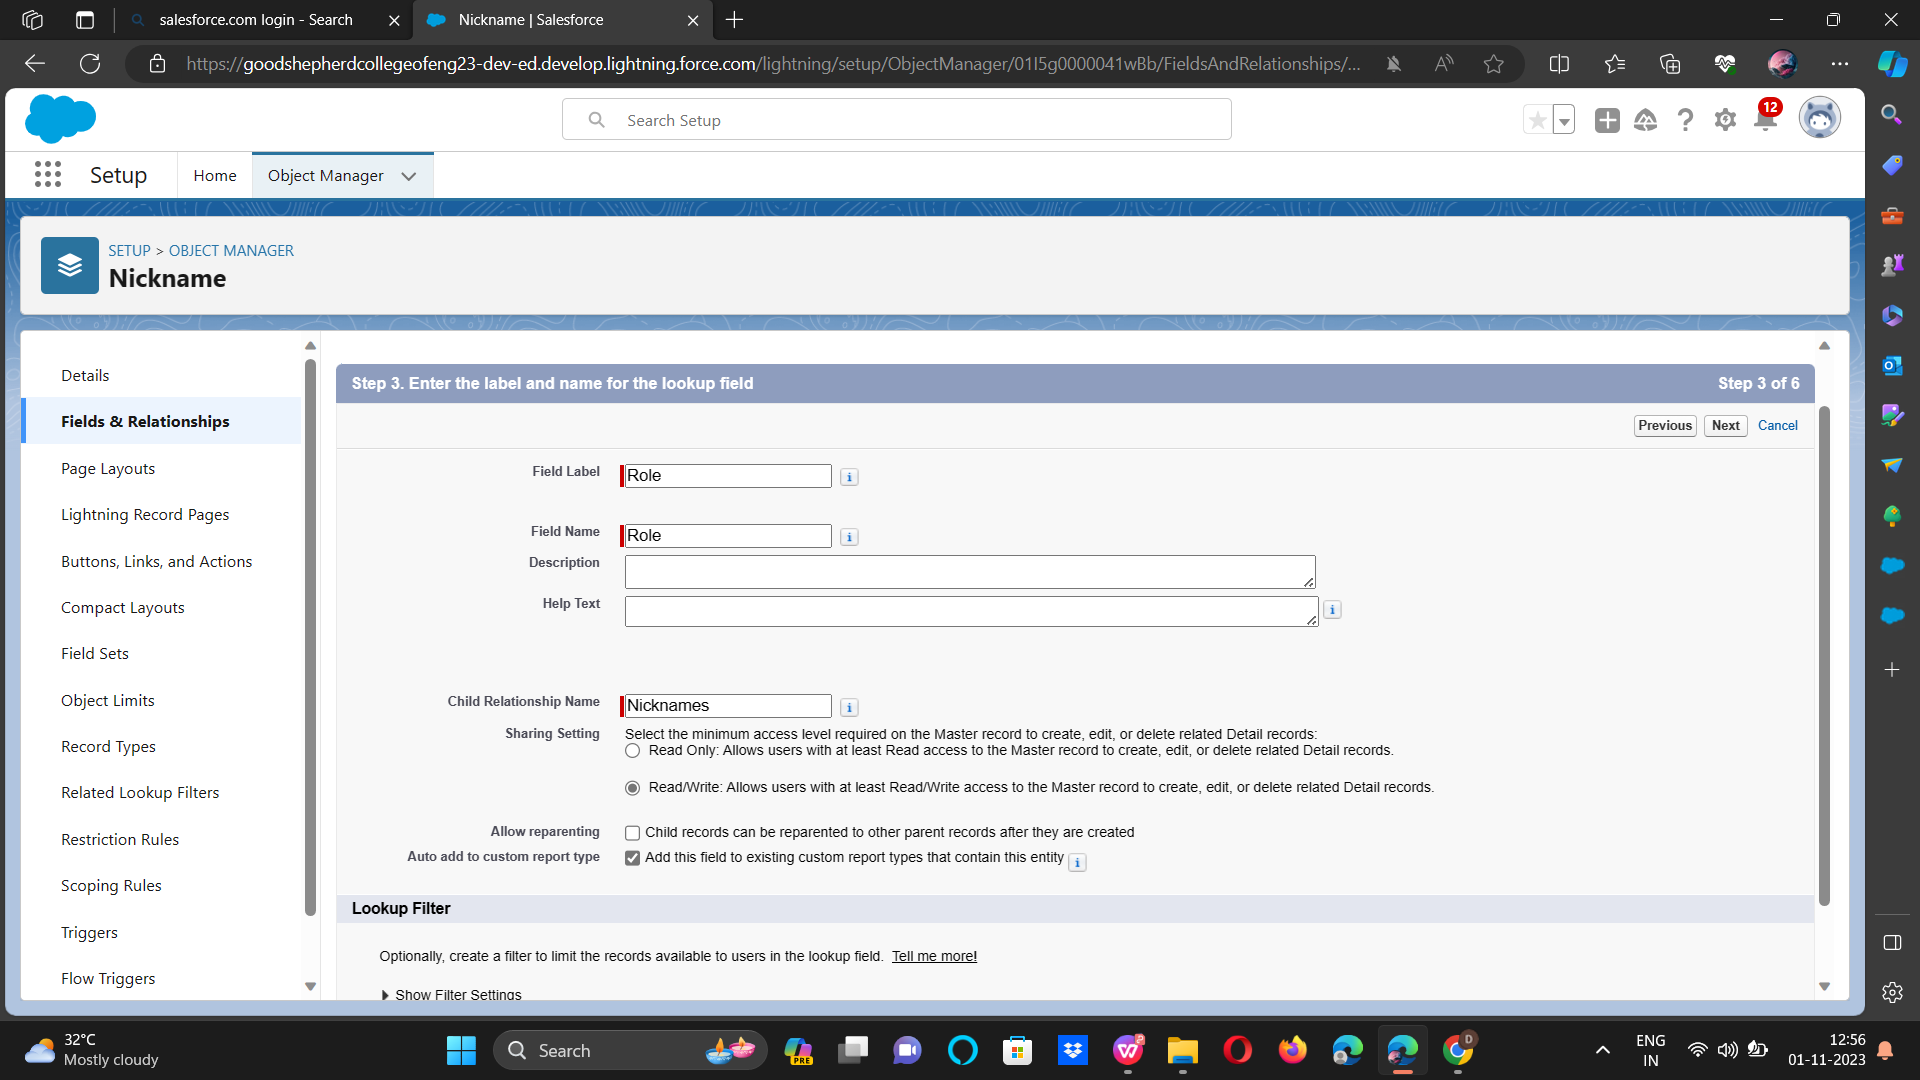 salesforce.com login - Search
Nickname | Salesforce
https://goodshepherdcollegeofeng23-dev-ed.develop.lightning.force.com/lightning/setup/ObjectManager/01I5g0000041wBb/FieldsAndRelationships/...
Search Setup
12
Setup
Home
Object Manager
SETUP > OBJECT MANAGER
Nickname
Details
Fields & Relationships
Page Layouts
Lightning Record Pages
Buttons, Links, and Actions
Compact Layouts
Field Sets
Object Limits
Record Types
Related Lookup Filters
Restriction Rules
Scoping Rules
Triggers
Flow Triggers
Step 3. Enter the label and name for the lookup field
Step 3 of 6
Previous Next Cancel
Field Label Role
Field Name Role
Description
Help Text
Child Relationship Name Nicknames
Sharing Setting Select the minimum access level required on the Master record to create, edit, or delete related Detail records:
Read Only: Allows users with at least Read access to the Master record to create, edit, or delete related Detail records.
Read/Write: Allows users with at least Read/Write access to the Master record to create, edit, or delete related Detail records.
Allow reparenting Child records can be reparented to other parent records after they are created
Auto add to custom report type Add this field to existing custom report types that contain this entity
Lookup Filter
Optionally, create a filter to limit the records available to users in the lookup field. Tell me more!
Show Filter Settings
32°C
Mostly cloudy
Search
PRE
D
ENG
IN
12:56
01-11-2023